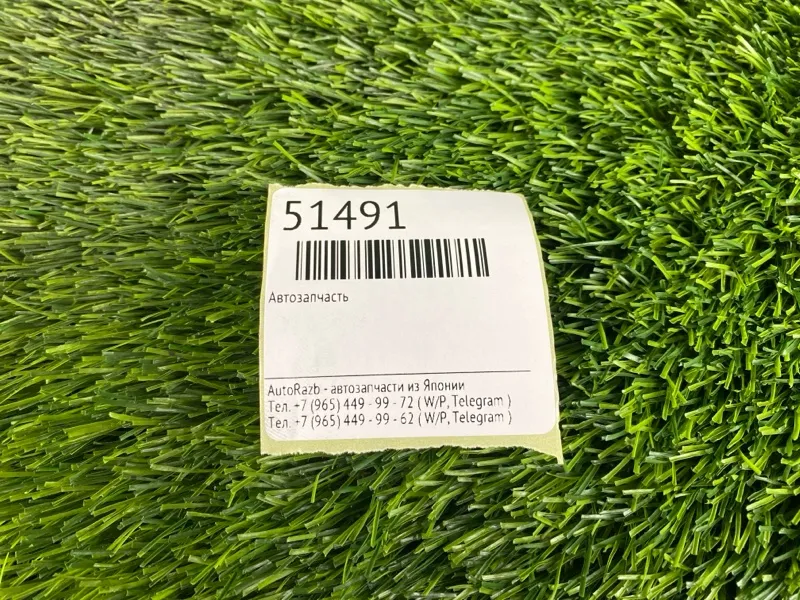 51491
Автозапчасть
AutoRazb - автозапчасти из Японии
Тел. +7 (965) 449 - 99 - 72 ( W/P, Telegram )
Тел. +7 (965) 449 - 99 - 62 ( W/P, Telegram )